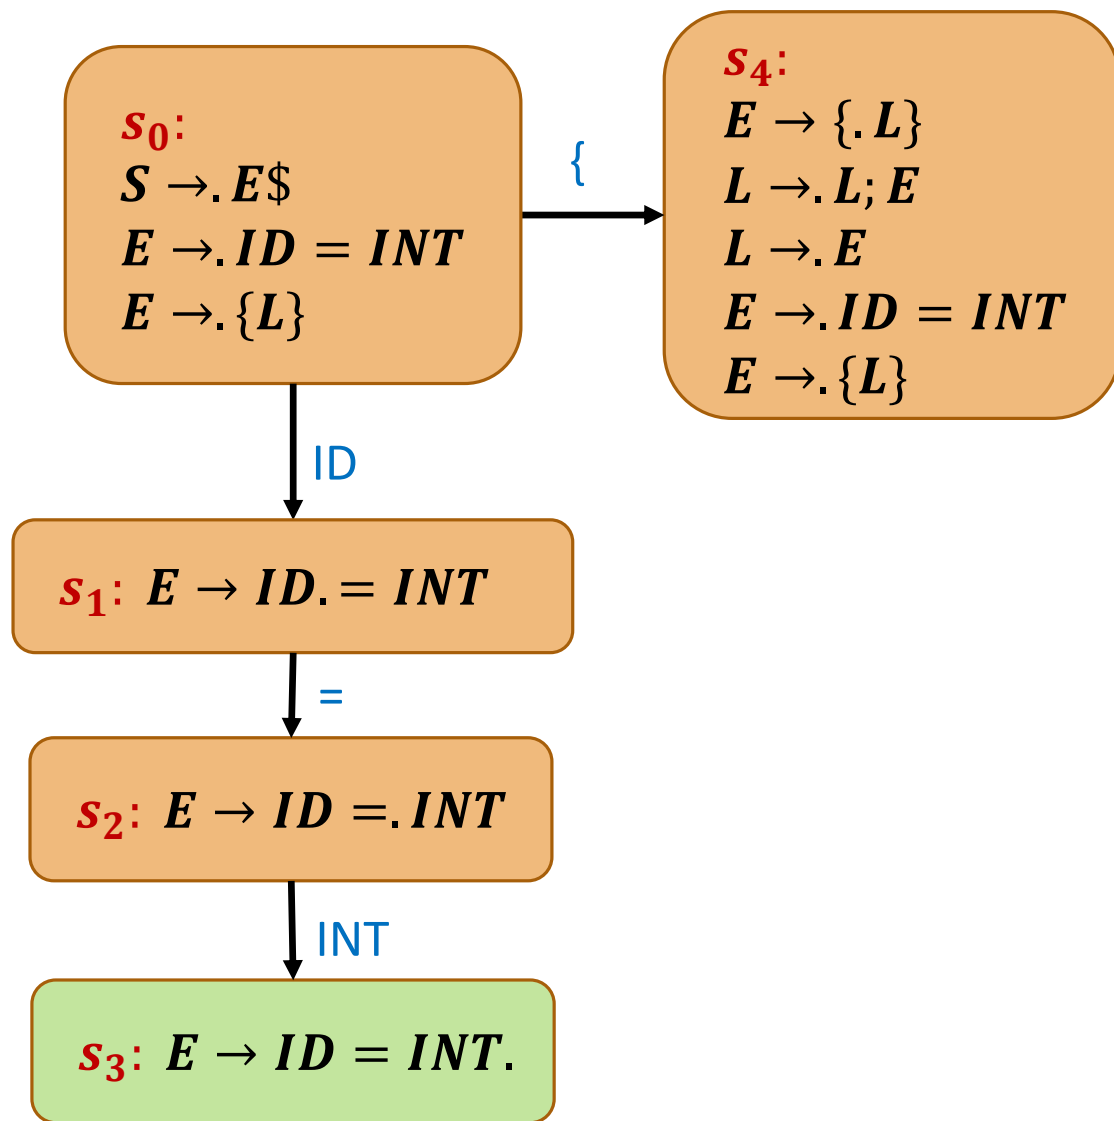 s₀:
S →. E$
E →. ID = INT
E →. {L}
{
s₄:
E → {. L}
L →. L; E
L →. E
E →. ID = INT
E →. {L}
ID
s₁: E → ID. = INT
=
s₂: E → ID =. INT
INT
s₃: E → ID = INT.